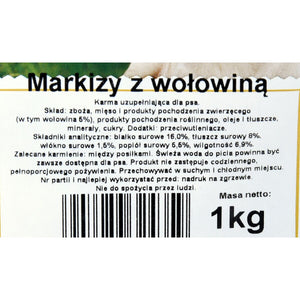 Markizy z wołowiną
Karma uzupełniająca dla psa.
Skład: zboża, mięso i produkty pochodzenia zwierzęcego
(w tym wołowina 5%), produkty pochodzenia roślinnego, oleje i tłuszcze,
minerały, cukry. Dodatki: przeciwutleniacze.
Składniki analityczne: białko surowe 16,0%, tłuszcz surowy 8%,
włókno surowe 1,5%, popiół surowy 5,5%, wilgotność 6,9%.
Zalecane karmienie: między posiłkami. Świeża woda do picia powinna być
zawsze dostępna dla psa. Produkt nie zastępuje codziennego,
pełnoporcjowego pożywienia. Przechowywać w suchym i chłodnym miejscu.
Nr partii i najlepiej wykorzystać przed: nadruk na zgrzewie.
Nie do spożycia przez ludzi.
Masa netto:
1kg